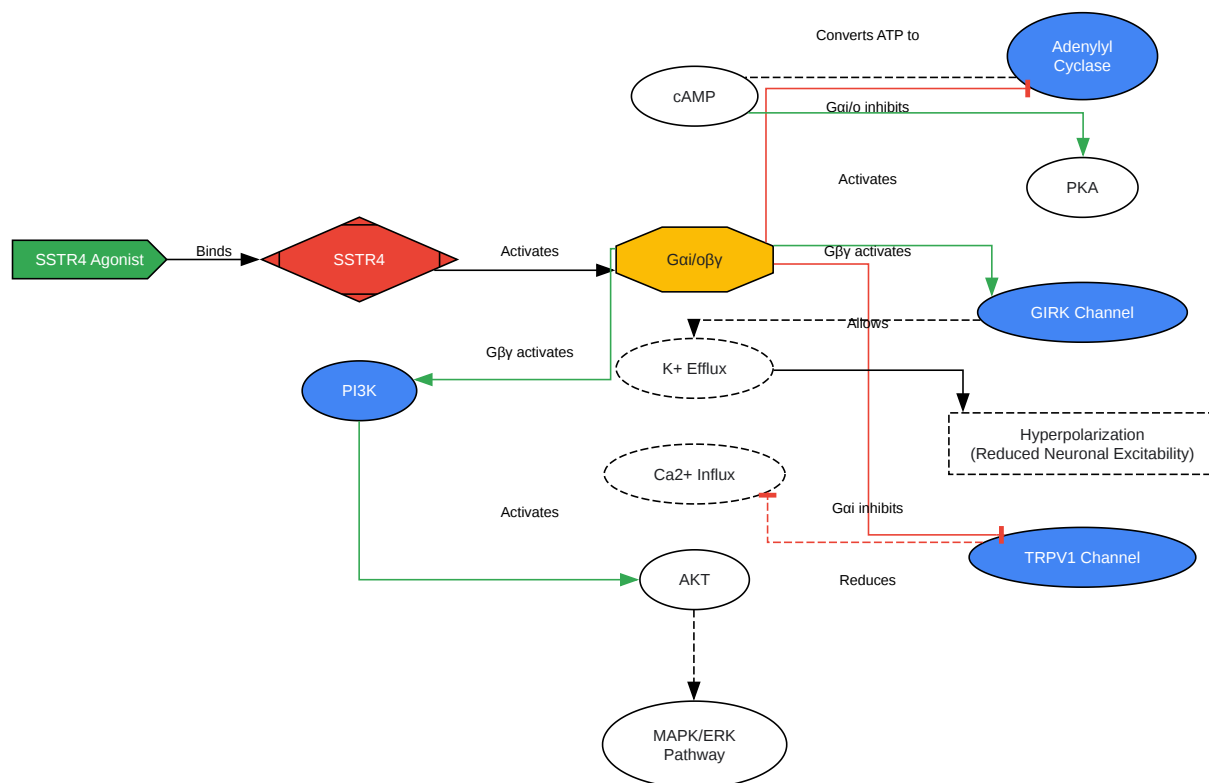 Converts ATP to
Adenylyl
Cyclase
cAMP
Gαi/o inhibits
Activates
PKA
SSTR4 Agonist
Binds
SSTR4
Activates
Gαi/oβγ
Gβγ activates
GIRK Channel
Allows
Gβγ activates
K+ Efflux
PI3K
Hyperpolarization
(Reduced Neuronal Excitability)
Ca2+ Influx
Activates
Gαi inhibits
TRPV1 Channel
AKT
Reduces
MAPK/ERK
Pathway